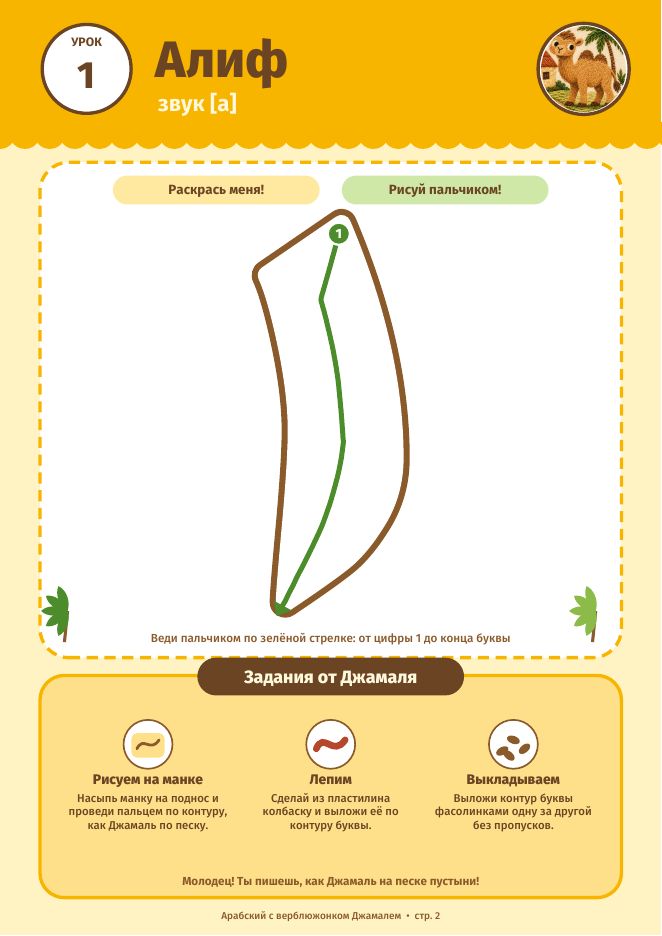 УРОК
1
Алиф
звук [а]
Раскрась меня!
Рисуй пальчиком!
1
Веди пальчиком по зелёной стрелке: от цифры 1 до конца буквы
Задания от Джамаля
Рисуем на манке
Насыпь манку на поднос и
проведи пальцем по контуру,
как Джамаль по песку.
Лепим
Сделай из пластилина
колбаску и выложи её по
контуру буквы.
Выкладываем
Выложи контур буквы
фасолинками одну за другой
без пропусков.
Молодец! Ты пишешь, как Джамаль на песке пустыни!
Арабский с верблюжонком Джамалем • стр. 2